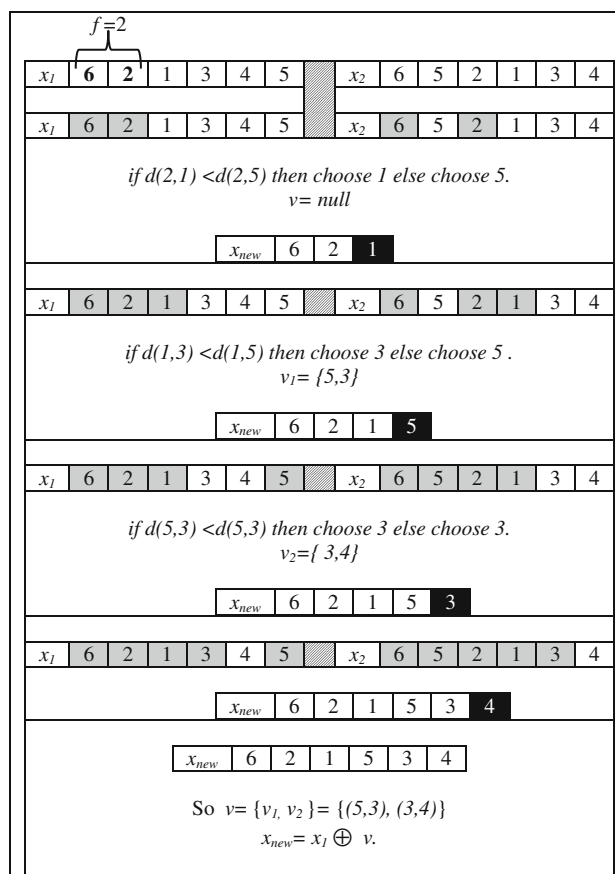 f=2
x1 6 2 1 3 4 5 x2 6 5 2 1 3 4
x1 6 2 1 3 4 5 x2 6 5 2 1 3 4
if d(2,1) <d(2,5) then choose 1 else choose 5.
v= null
xnew 6 2 1
x1 6 2 1 3 4 5 x2 6 5 2 1 3 4
if d(1,3) <d(1,5) then choose 3 else choose 5 .
v1= {5,3}
xnew 6 2 1 5
x1 6 2 1 3 4 5 x2 6 5 2 1 3 4
if d(5,3) <d(5,3) then choose 3 else choose 3.
v2={ 3,4}
xnew 6 2 1 5 3
x1 6 2 1 3 4 5 x2 6 5 2 1 3 4
xnew 6 2 1 5 3 4
xnew 6 2 1 5 3 4
So v= {v1, v2 }= {(5,3), (3,4)}
xnew= x1 ⊕ v.